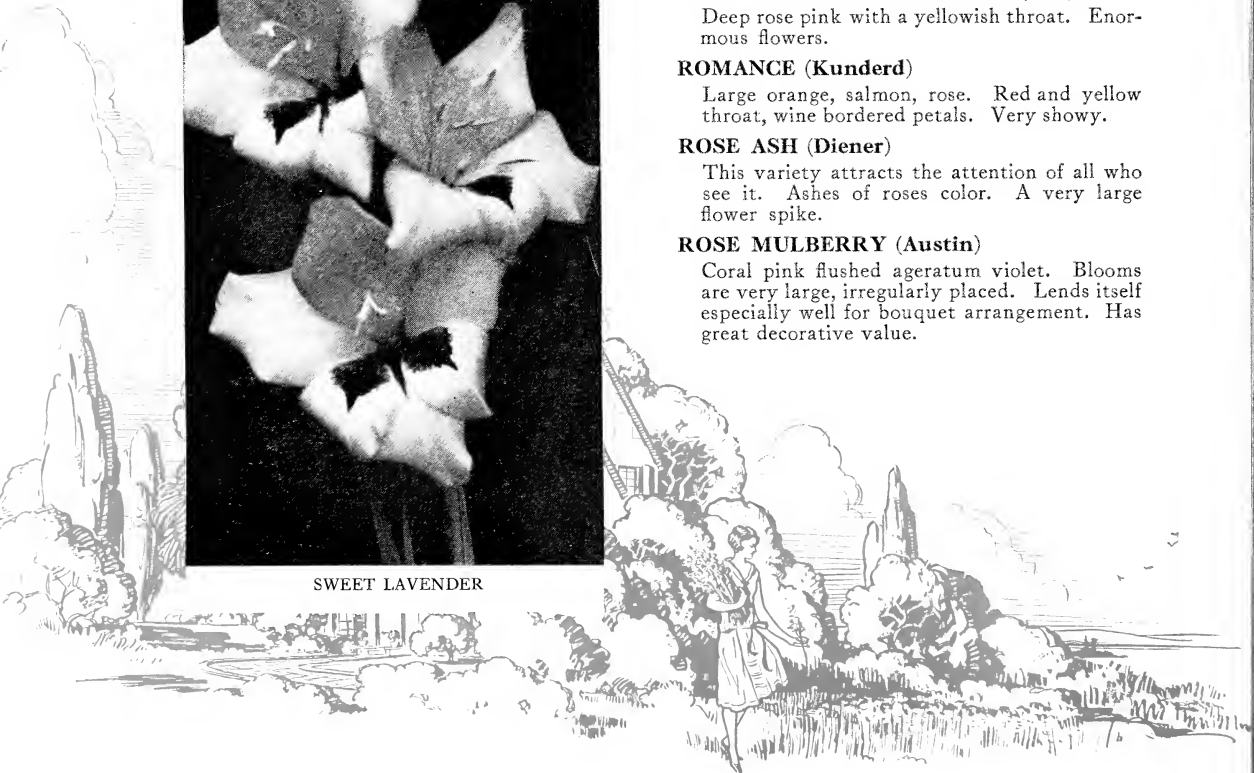 Deep rose pink with a yellowish throat. Enor-
mous flowers.
ROMANCE (Kunderd)
Large orange, salmon, rose. Red and yellow
throat, wine bordered petals. Very showy.
ROSE ASH (Diener)
This variety attracts the attention of all who
see it. Ashes of roses color. A very large
flower spike.
ROSE MULBERRY (Austin)
Coral pink flushed ageratum violet. Blooms
are very large, irregularly placed. Lends itself
especially well for bouquet arrangement. Has
great decorative value.
SWEET LAVENDER